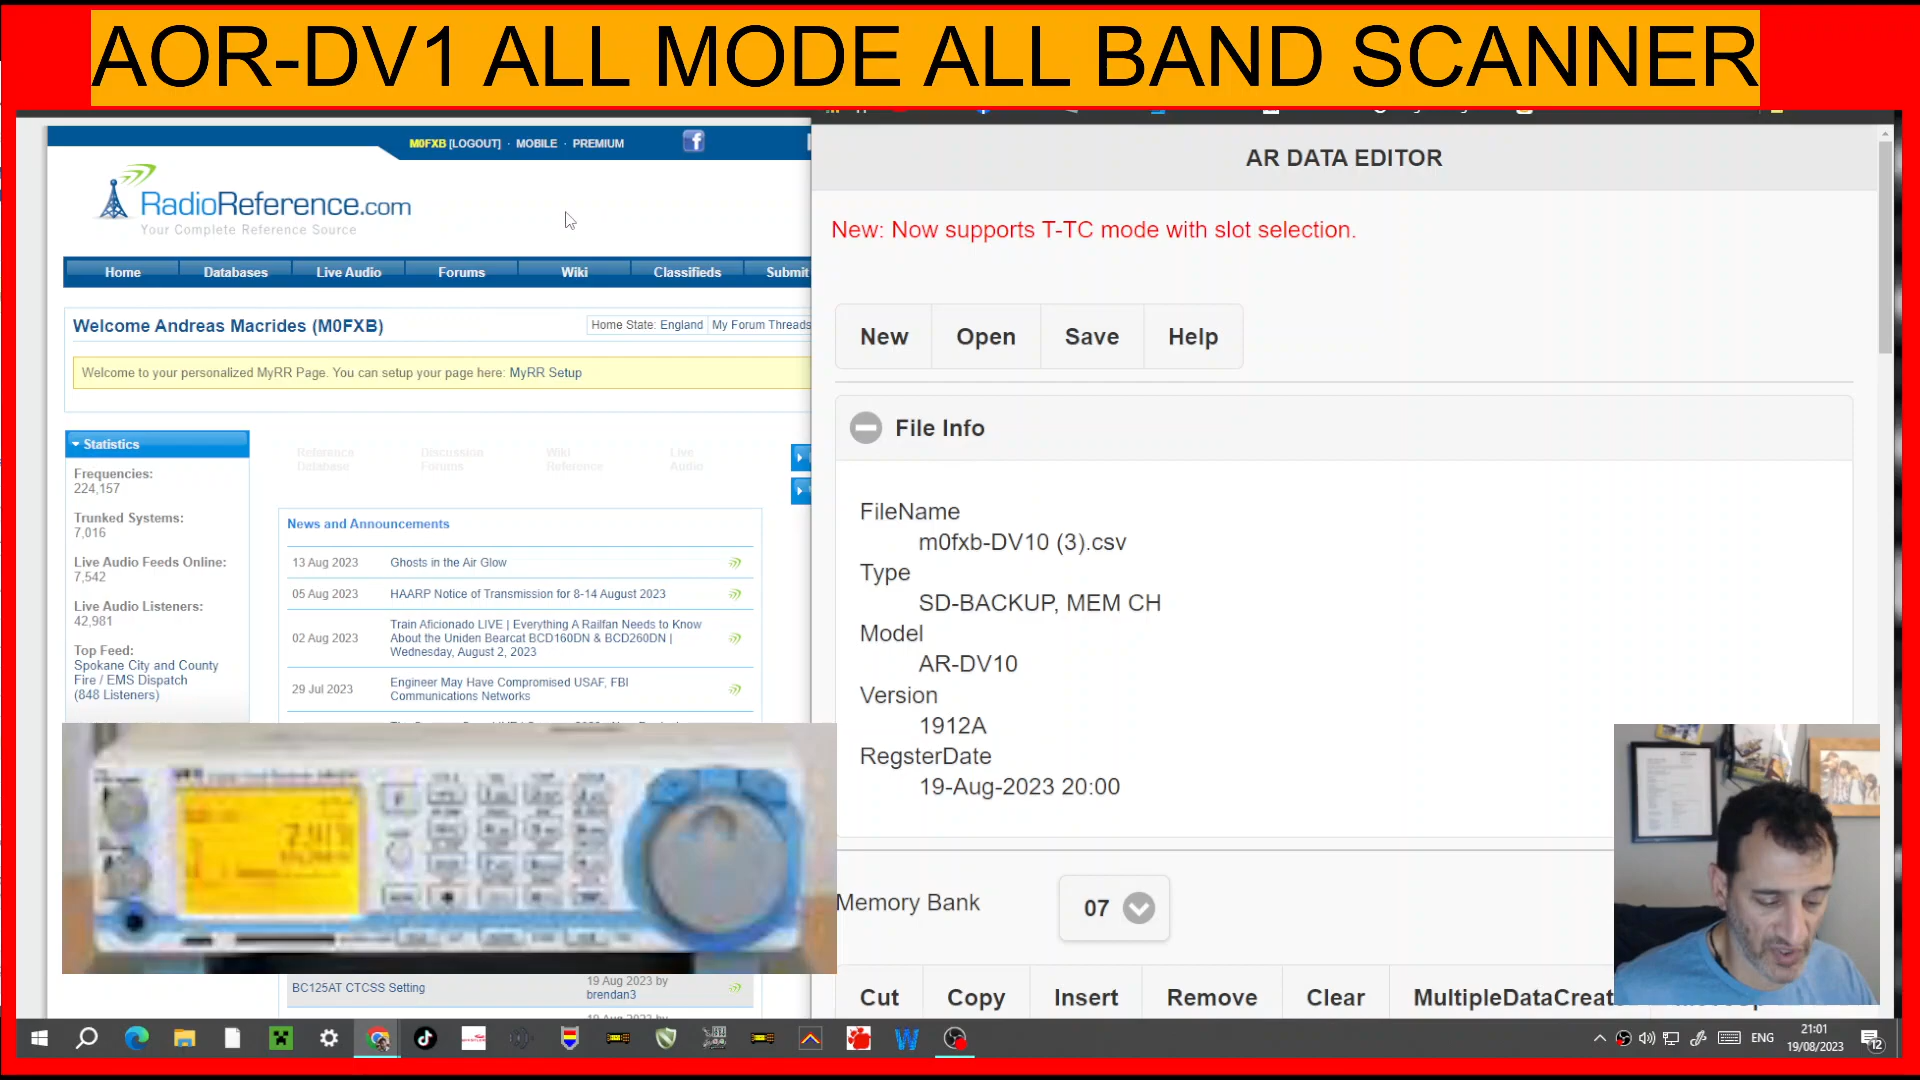 AOR-DV1 ALL MODE ALL BAND SCANNER
M0FXB [LOGOUT] · MOBILE · PREMIUM
RadioReference.com
Your Complete Reference Source
Home Databases Live Audio Forums Wiki Classifieds Submit
Welcome Andreas Macrides (M0FXB)
Home State: England My Forum Threads
Welcome to your personalized MyRR Page. You can setup your page here: MyRR Setup
Statistics
Frequencies:
224,157
Trunked Systems:
7,016
Live Audio Feeds Online:
7,542
Live Audio Listeners:
42,981
Top Feed:
Spokane City and County
Fire / EMS Dispatch
(848 Listeners)
Reference
Database
Discussion
Forums
Wiki
Reference
Live
Audio
News and Announcements
13 Aug 2023 Ghosts in the Air Glow
05 Aug 2023 HAARP Notice of Transmission for 8-14 August 2023
02 Aug 2023 Train Aficionado LIVE | Everything A Railfan Needs to Know
About the Uniden Bearcat BCD160DN & BCD260DN |
Wednesday, August 2, 2023
29 Jul 2023 Engineer May Have Compromised USAF, FBI
Communications Networks
BC125AT CTCSS Setting
19 Aug 2023 by
brendan3
AR DATA EDITOR
New: Now supports T-TC mode with slot selection.
New Open Save Help
File Info
FileName
m0fxb-DV10 (3).csv
Type
SD-BACKUP, MEM CH
Model
AR-DV10
Version
1912A
RegsterDate
19-Aug-2023 20:00
Memory Bank 07
Cut Copy Insert Remove Clear MultipleDataCreat
ENG
21:01
19/08/2023
12